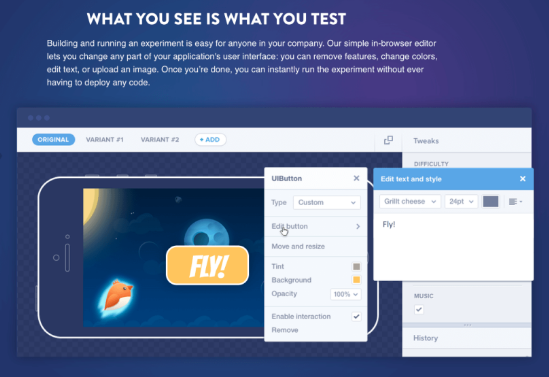 WHAT YOU SEE IS WHAT YOU TEST
Building and running an experiment is easy for anyone in your company. Our simple in-browser editor
lets you change any part of your application's user interface: you can remove features, change colors,
edit text, or upload an image. Once you're done, you can instantly run the experiment without ever
having to deploy any code.
ORIGINAL VARIANT #1 VARIANT #2 + ADD
Tweaks
DIFFICULTY
UIButton
Type Custom
Edit button
Move and resize
Tint
Background
Opacity 100%
Enable interaction
Remove
FLY!
Edit text and style
Grillt cheese 24pt
Fly!
MUSIC
History